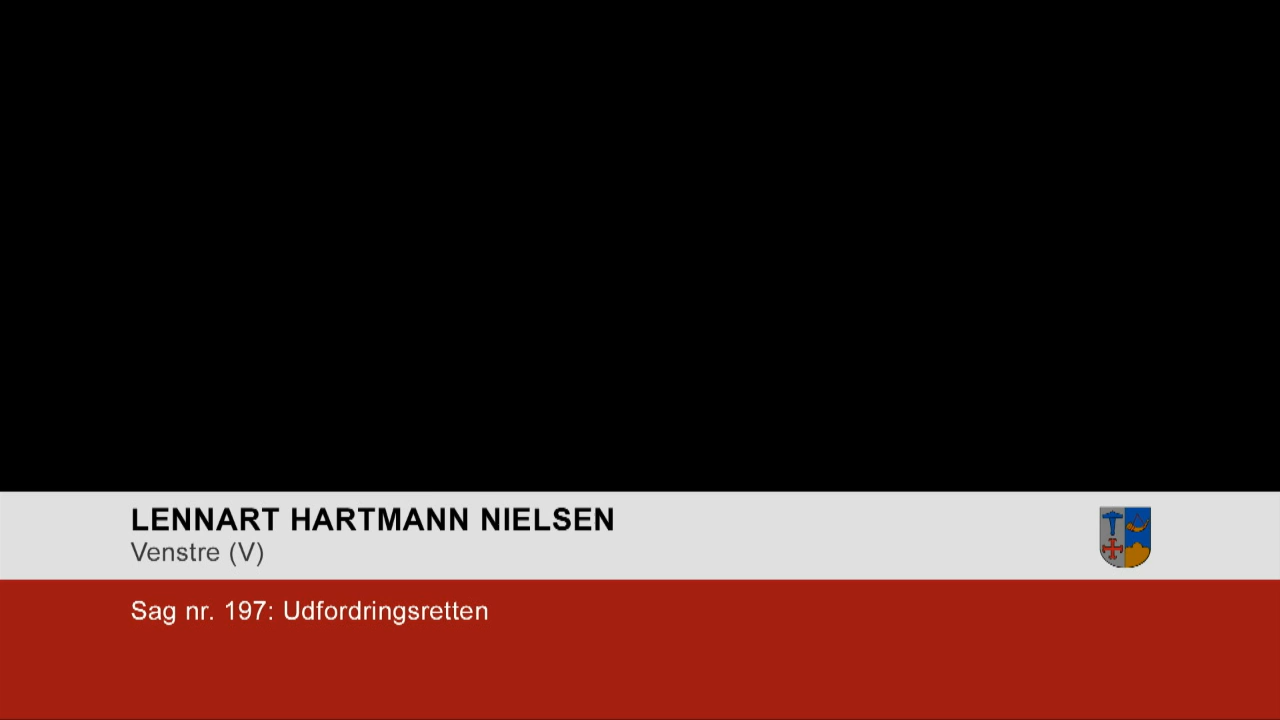 LENNART HARTMANN NIELSEN
Venstre (V)
Sag nr. 197: Udfordringsretten